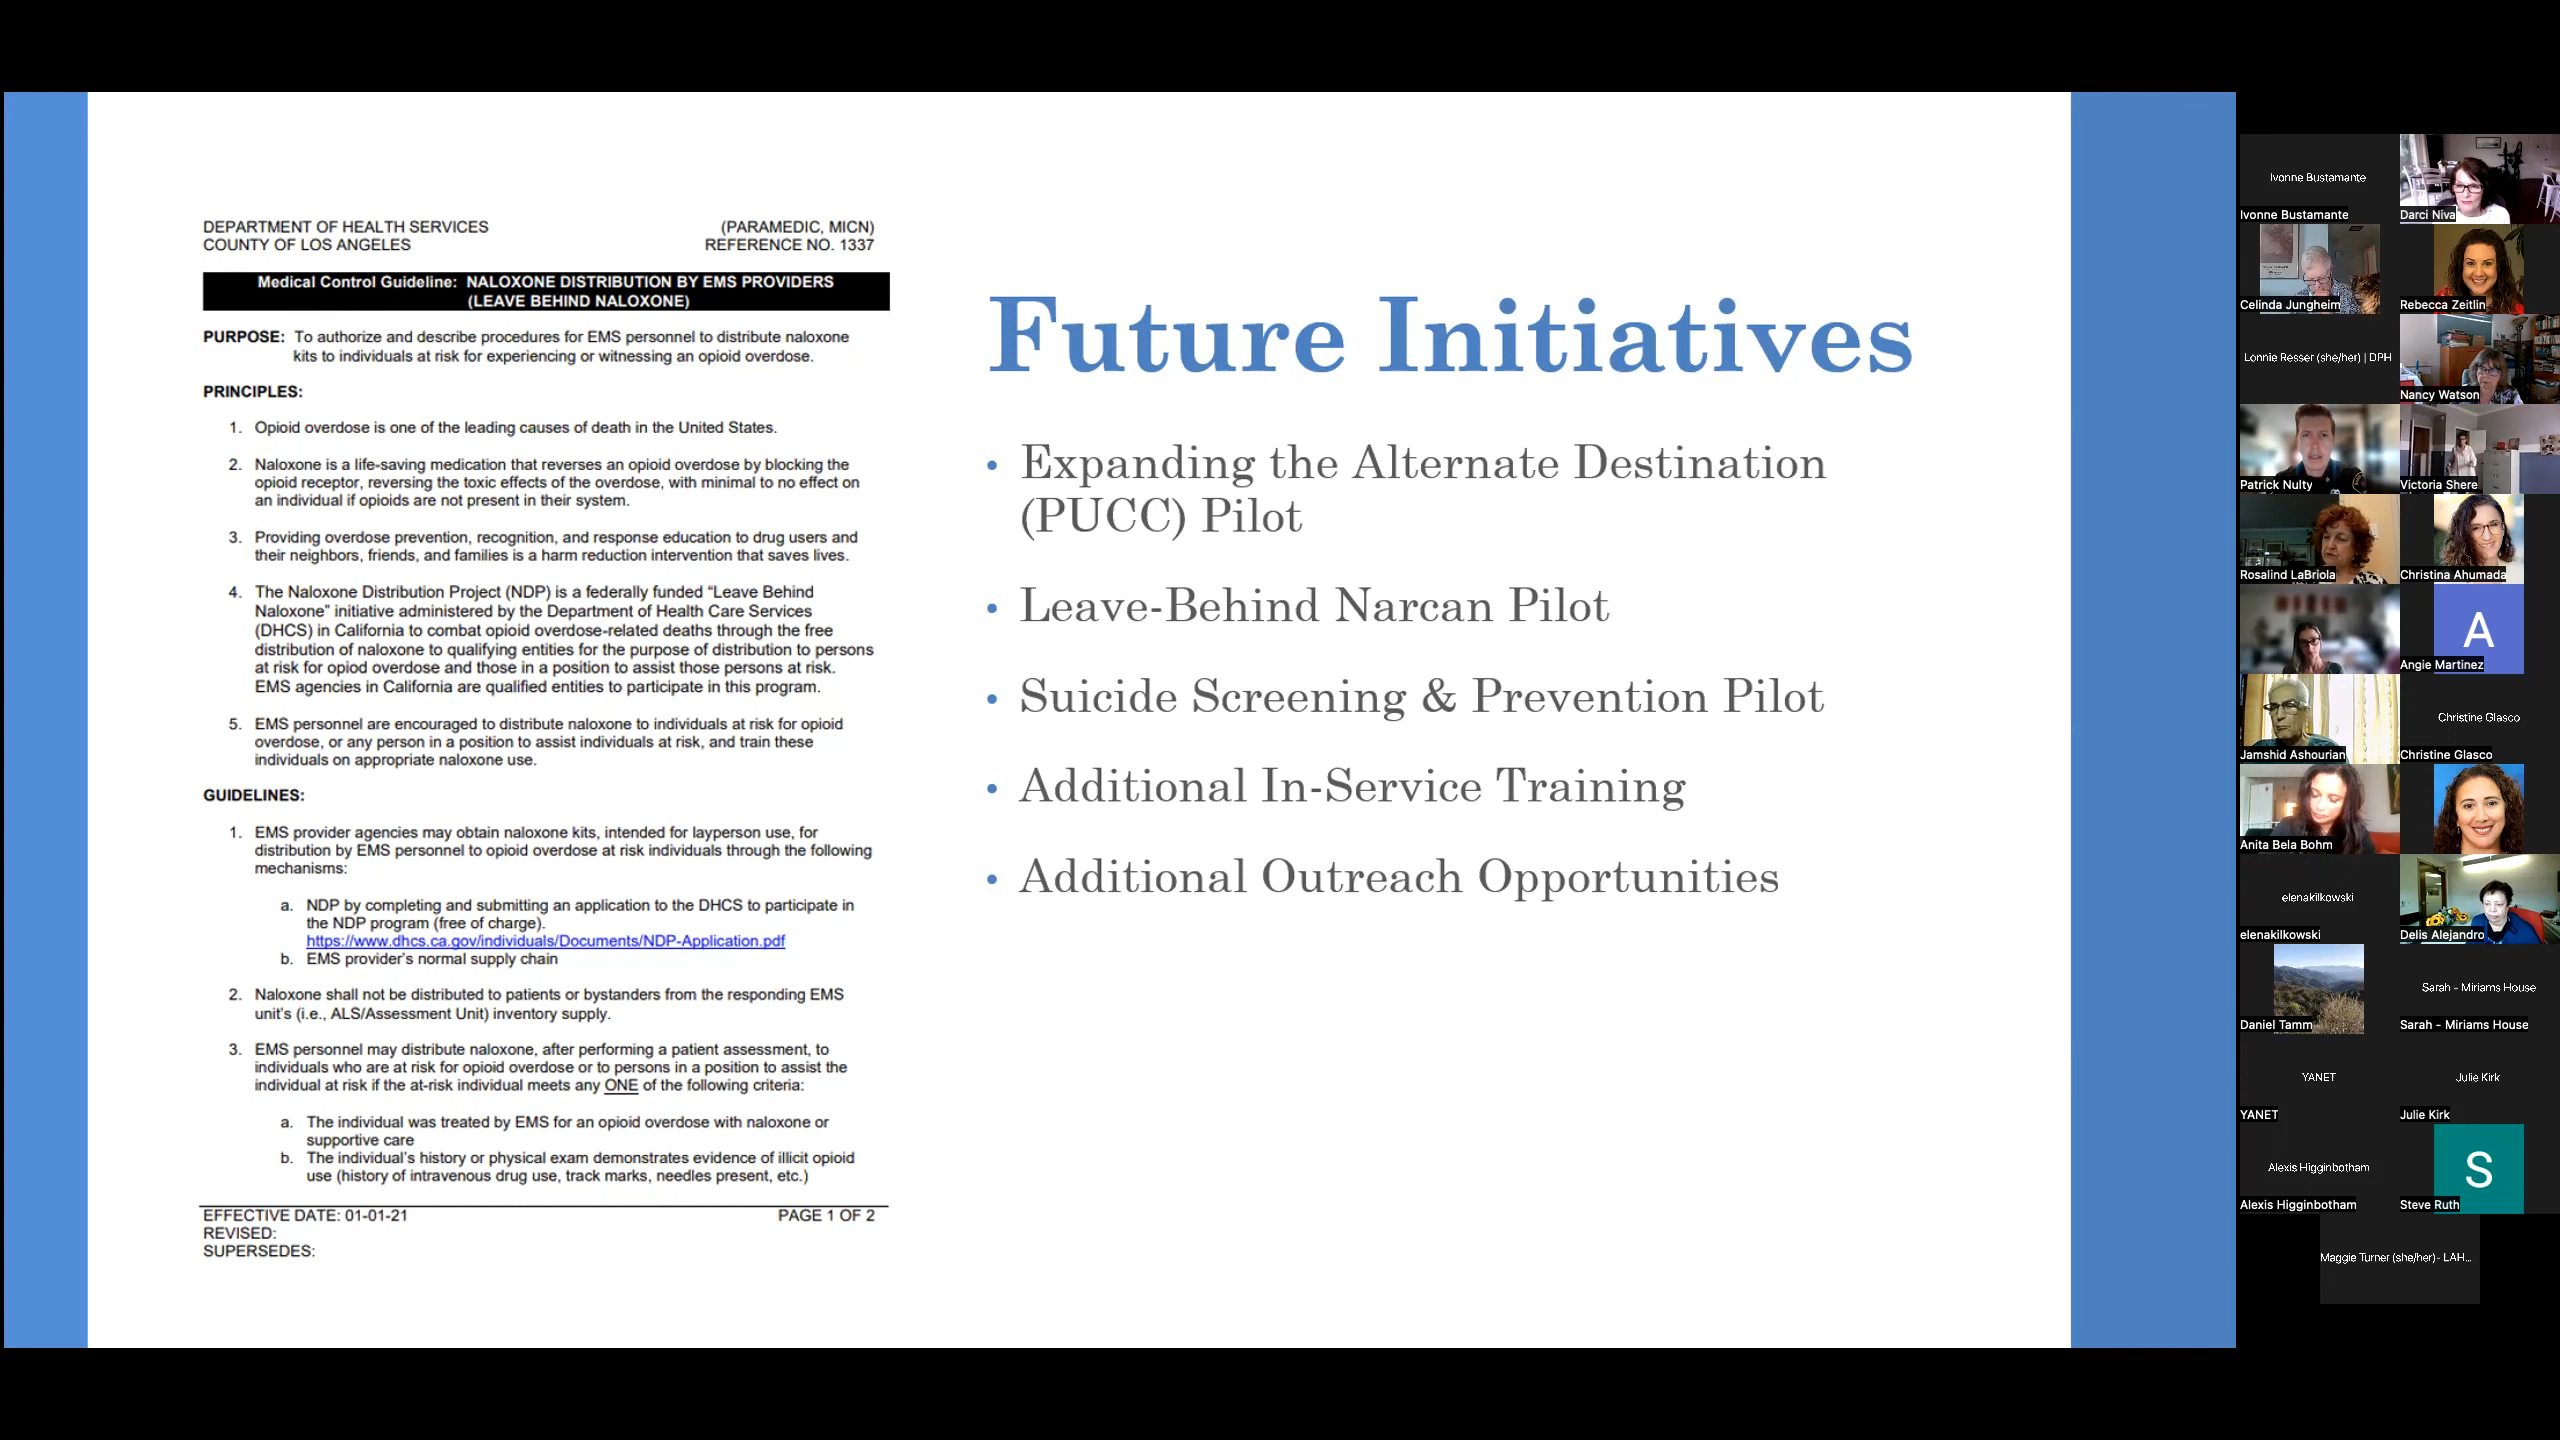 DEPARTMENT OF HEALTH SERVICES
COUNTY OF LOS ANGELES
(PARAMEDIC, MICN)
REFERENCE NO. 1337
Medical Control Guideline: NALOXONE DISTRIBUTION BY EMS PROVIDERS
(LEAVE BEHIND NALOXONE)
PURPOSE: To authorize and describe procedures for EMS personnel to distribute naloxone
kits to individuals at risk for experiencing or witnessing an opioid overdose.
PRINCIPLES:
1. Opioid overdose is one of the leading causes of death in the United States.
2. Naloxone is a life-saving medication that reverses an opioid overdose by blocking the
opioid receptor, reversing the toxic effects of the overdose, with minimal to no effect on
an individual if opioids are not present in their system.
3. Providing overdose prevention, recognition, and response education to drug users and
their neighbors, friends, and families is a harm reduction intervention that saves lives.
4. The Naloxone Distribution Project (NDP) is a federally funded “Leave Behind
Naloxone” initiative administered by the Department of Health Care Services
(DHCS) in California to combat opioid overdose-related deaths through the free
distribution of naloxone to qualifying entities for the purpose of distribution to persons
at risk for opiod overdose and those in a position to assist those persons at risk.
EMS agencies in California are qualified entities to participate in this program.
5. EMS personnel are encouraged to distribute naloxone to individuals at risk for opioid
overdose, or any person in a position to assist individuals at risk, and train these
individuals on appropriate naloxone use.
GUIDELINES:
1. EMS provider agencies may obtain naloxone kits, intended for layperson use, for
distribution by EMS personnel to opioid overdose at risk individuals through the following
mechanisms:
a. NDP by completing and submitting an application to the DHCS to participate in
the NDP program (free of charge).
https://www.dhcs.ca.gov/individuals/Documents/NDP-Application.pdf
b. EMS provider's normal supply chain
2. Naloxone shall not be distributed to patients or bystanders from the responding EMS
unit's (i.e., ALS/Assessment Unit) inventory supply.
3. EMS personnel may distribute naloxone, after performing a patient assessment, to
individuals who are at risk for opioid overdose or to persons in a position to assist the
individual at risk if the at-risk individual meets any ONE of the following criteria:
a. The individual was treated by EMS for an opioid overdose with naloxone or
supportive care
b. The individual's history or physical exam demonstrates evidence of illicit opioid
use (history of intravenous drug use, track marks, needles present, etc.)
EFFECTIVE DATE: 01-01-21
PAGE 1 OF 2
REVISED:
SUPERSEDES:
Future Initiatives
• Expanding the Alternate Destination
(PUCC) Pilot
• Leave-Behind Narcan Pilot
• Suicide Screening & Prevention Pilot
• Additional In-Service Training
• Additional Outreach Opportunities
Ivonne Bustamante
Ivonne Bustamante
Darci Niva
Celinda Jungheim
Rebecca Zeitlin
Lonnie Resser (she/her) | DPH
Nancy Watson
Patrick Nulty
Victoria Shere
Rosalind LaBriola
Christina Ahumada
A
Angie Martinez
Jamshid Ashourian
Christine Glasco
Christine Glasco
Anita Bela Bohm
elenakilkowski
elenakilkowski
Delis Alejandro
Daniel Tamm
Sarah - Miriams House
Sarah - Miriams House
YANET
YANET
Julie Kirk
Julie Kirk
Alexis Higginbotham
Alexis Higginbotham
S
Steve Ruth
Maggie Turner (she/her)- LAH...